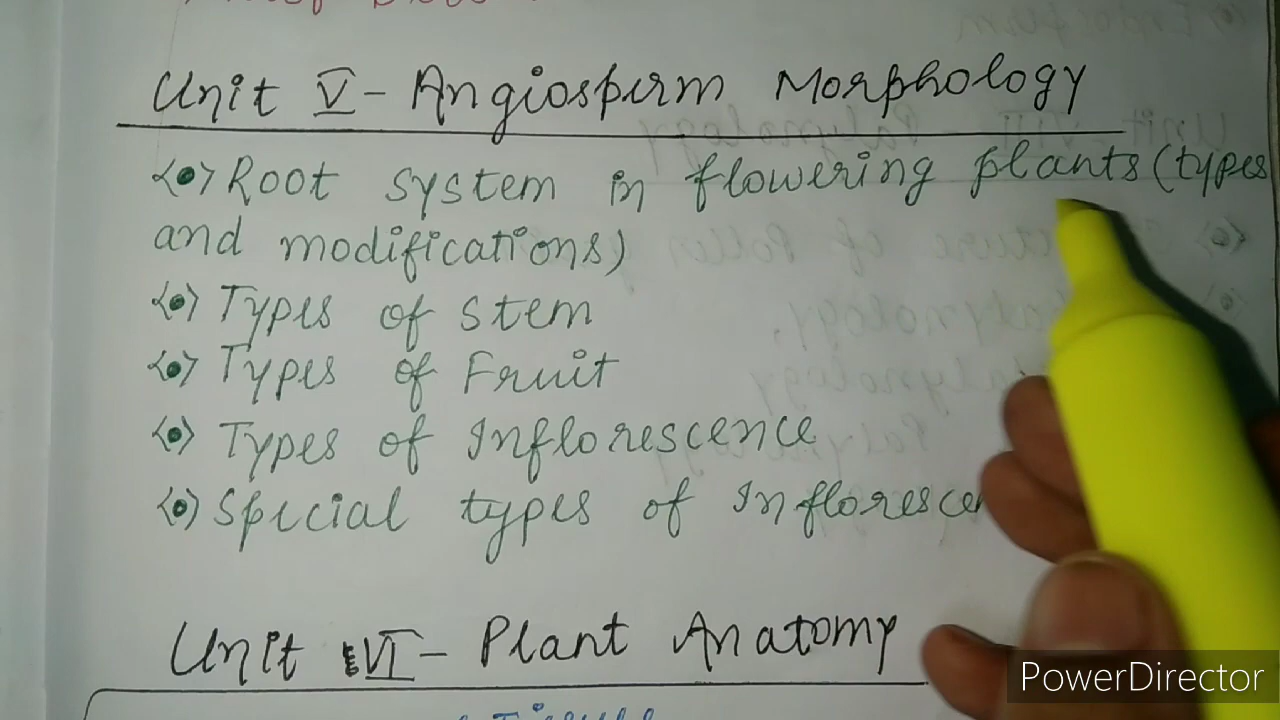 Unit V - Angiosperm Morphology
Root system in flowering plants (types
and modifications)
Types of Stem
Types of Fruit
Types of Inflorescence
Special types of Inflorescen
Unit VI - Plant Anatomy
PowerDirector